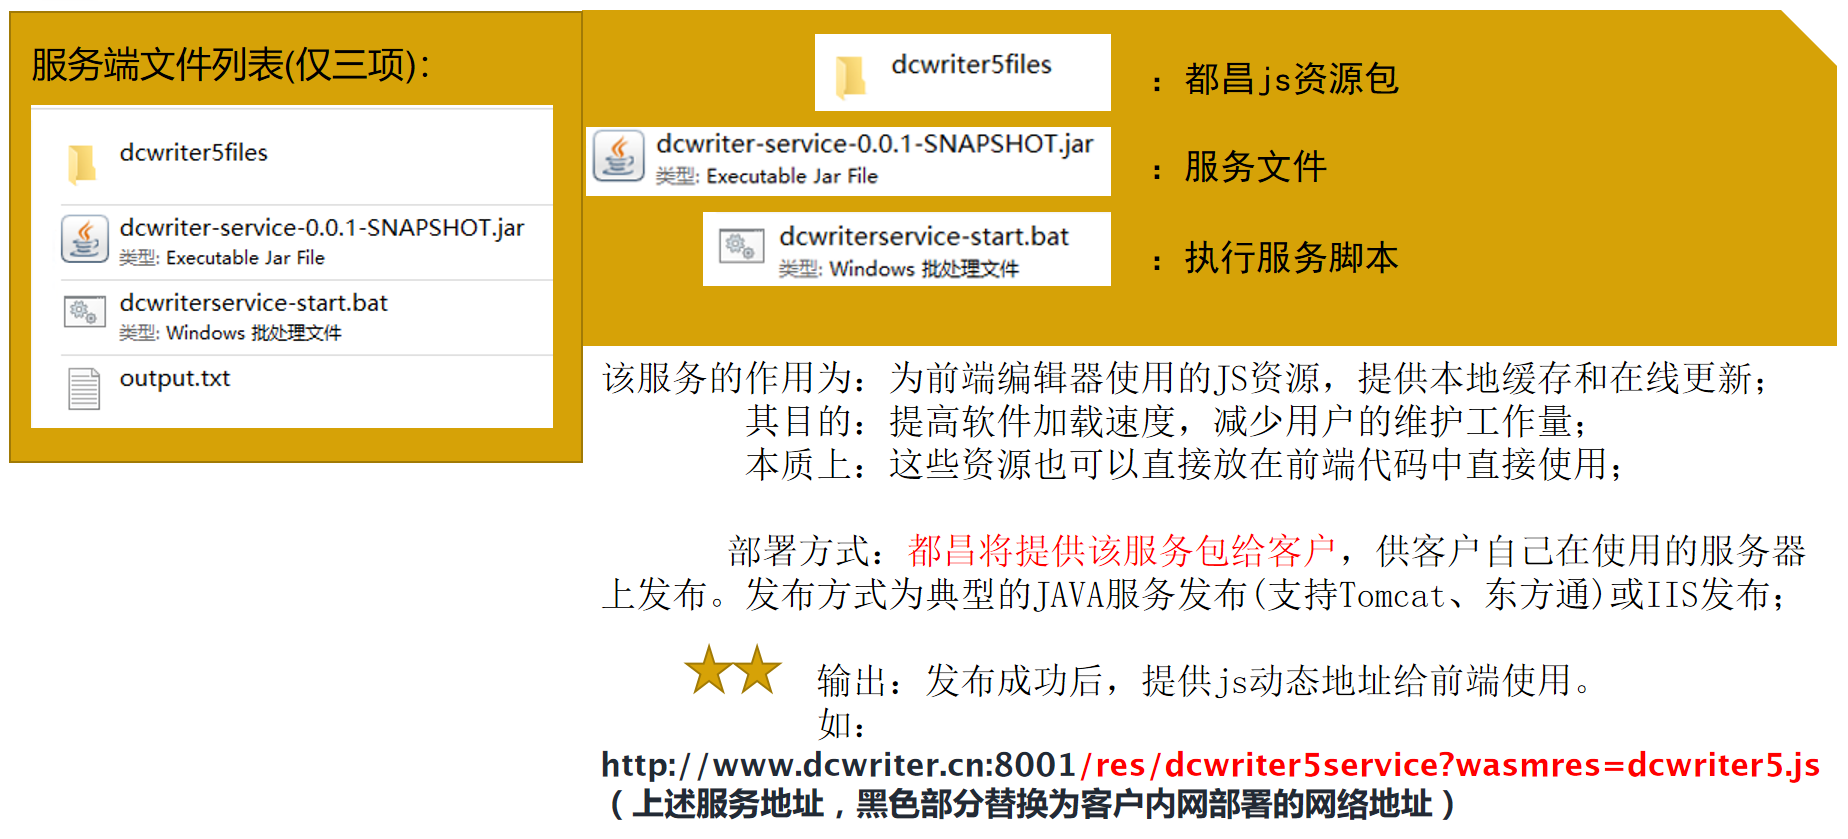 服务端文件列表(仅三项)：
dcwriter5files
dcwriter-service-0.0.1-SNAPSHOT.jar
类型: Executable Jar File
dcwriterservice-start.bat
类型: Windows 批处理文件
output.txt
dcwriter5files
：都昌js资源包
dcwriter-service-0.0.1-SNAPSHOT.jar
类型: Executable Jar File
：服务文件
dcwriterservice-start.bat
类型: Windows 批处理文件
：执行服务脚本
该服务的作用为：为前端编辑器使用的JS资源，提供本地缓存和在线更新；
其目的：提高软件加载速度，减少用户的维护工作量；
本质上：这些资源也可以直接放在前端代码中直接使用；
部署方式：都昌将提供该服务包给客户，供客户自己在使用的服务器
上发布。发布方式为典型的JAVA服务发布(支持Tomcat、东方通)或IIS发布；
输出：发布成功后，提供js动态地址给前端使用。
如：
http://www.dcwriter.cn:8001/res/dcwriter5service?wasmres=dcwriter5.js
（上述服务地址，黑色部分替换为客户内网部署的网络地址）